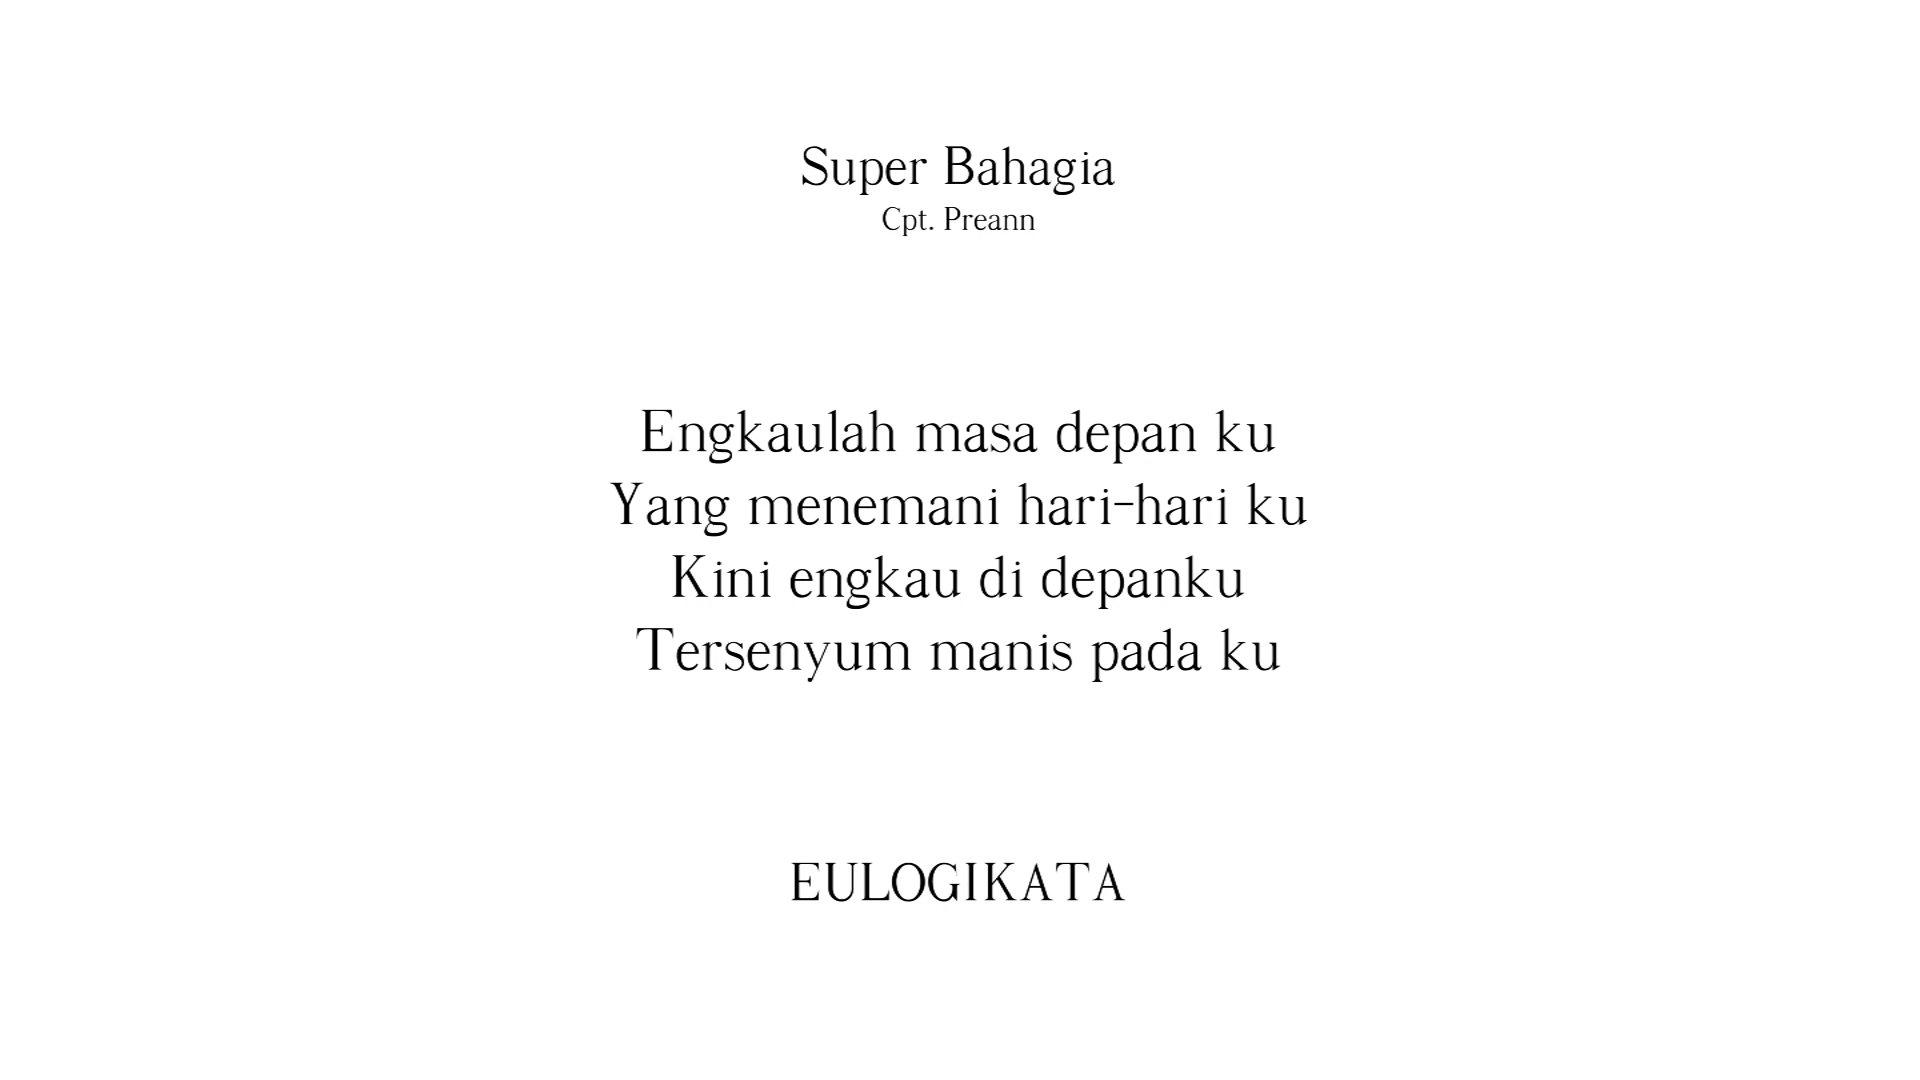 Super Bahagia
Cpt. Preann
Engkaulah masa depan ku
Yang menemani hari-hari ku
Kini engkau di depanku
Tersenyum manis pada ku
EULOGIKATA